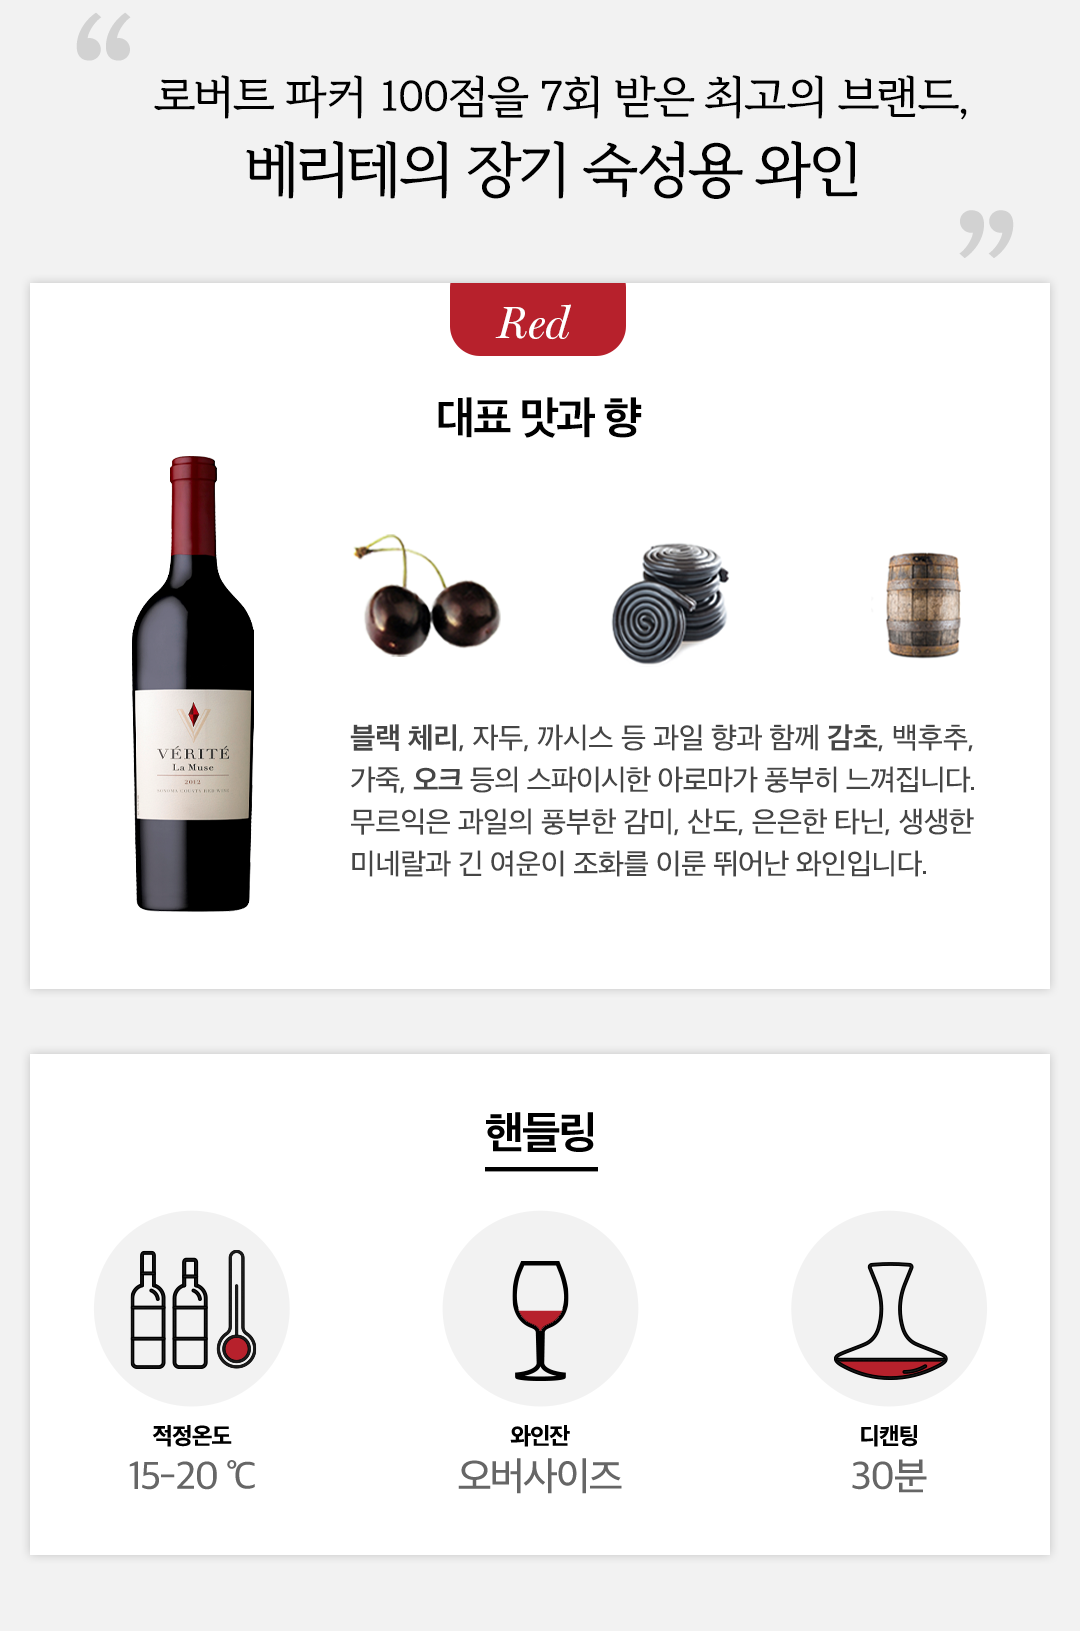 로버트 파커 100점을 7회 받은 최고의 브랜드,
베리테의 장기 숙성용 와인
Red
대표 맛과 향
VÉRITÉ
La Muse
2012
블랙 체리, 자두, 까시스 등 과일 향과 함께 감초, 백후추,
가죽, 오크 등의 스파이시한 아로마가 풍부히 느껴집니다.
무르익은 과일의 풍부한 감미, 산도, 은은한 타닌, 생생한
미네랄과 긴 여운이 조화를 이룬 뛰어난 와인입니다.
핸들링
적정온도
15-20 ℃
와인잔
오버사이즈
디캔팅
30분